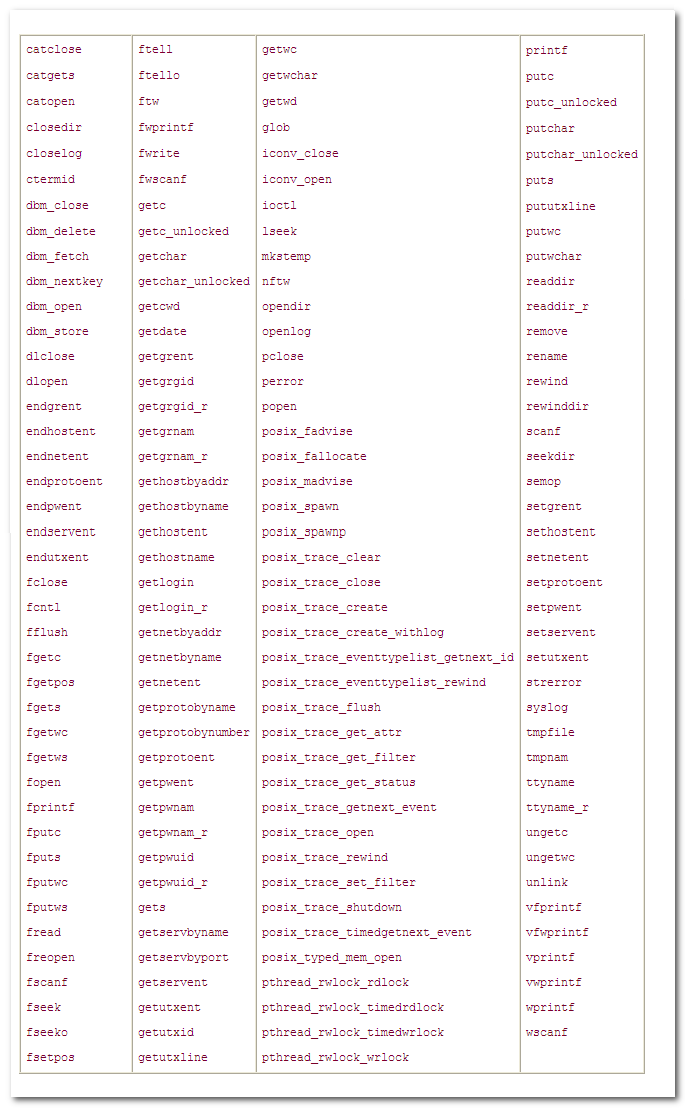 catclose
catgets
catopen
closedir
closelog
ctermid
dbm_close
dbm_delete
dbm_fetch
dbm_nextkey
dbm_open
dbm_store
dlclose
dlopen
endgrent
endhostent
endnetent
endprotoent
endpwent
endservent
endutxent
fclose
fcntl
fflush
fgetc
fgetpos
fgets
fgetwc
fgetws
fopen
fprintf
fputc
fputs
fputwc
fputws
fread
freopen
fscanf
fseek
fseeko
fsetpos
ftell
ftello
ftw
fwprintf
fwrite
fwscanf
getc
getc_unlocked
getchar
getchar_unlocked
getcwd
getdate
getgrent
getgrgid
getgrgid_r
getgrnam
getgrnam_r
gethostbyaddr
gethostbyname
gethostent
gethostname
getlogin
getlogin_r
getnetbyaddr
getnetbyname
getnetent
getprotobyname
getprotobynumber
getprotoent
getpwent
getpwnam
getpwnam_r
getpwuid
getpwuid_r
gets
getservbyname
getservbyport
getservent
getutxent
getutxid
getutxline
getwc
getwchar
getwd
glob
iconv_close
iconv_open
ioctl
lseek
mkstemp
nftw
opendir
openlog
pclose
perror
popen
posix_fadvise
posix_fallocate
posix_madvise
posix_spawn
posix_spawnp
posix_trace_clear
posix_trace_close
posix_trace_create
posix_trace_create_withlog
posix_trace_eventtypelist_getnext_id
posix_trace_eventtypelist_rewind
posix_trace_flush
posix_trace_get_attr
posix_trace_get_filter
posix_trace_get_status
posix_trace_getnext_event
posix_trace_open
posix_trace_rewind
posix_trace_set_filter
posix_trace_shutdown
posix_trace_timedgetnext_event
posix_typed_mem_open
pthread_rwlock_rdlock
pthread_rwlock_timedrdlock
pthread_rwlock_timedwrlock
pthread_rwlock_wrlock
printf
putc
putc_unlocked
putchar
putchar_unlocked
puts
pututxline
putwc
putwchar
readdir
readdir_r
remove
rename
rewind
rewinddir
scanf
seekdir
semop
setgrent
sethostent
setnetent
setprotoent
setpwent
setservent
setutxent
strerror
syslog
tmpfile
tmpnam
ttyname
ttyname_r
ungetc
ungetwc
unlink
vfprintf
vfwprintf
vprintf
vwprintf
wprintf
wscanf